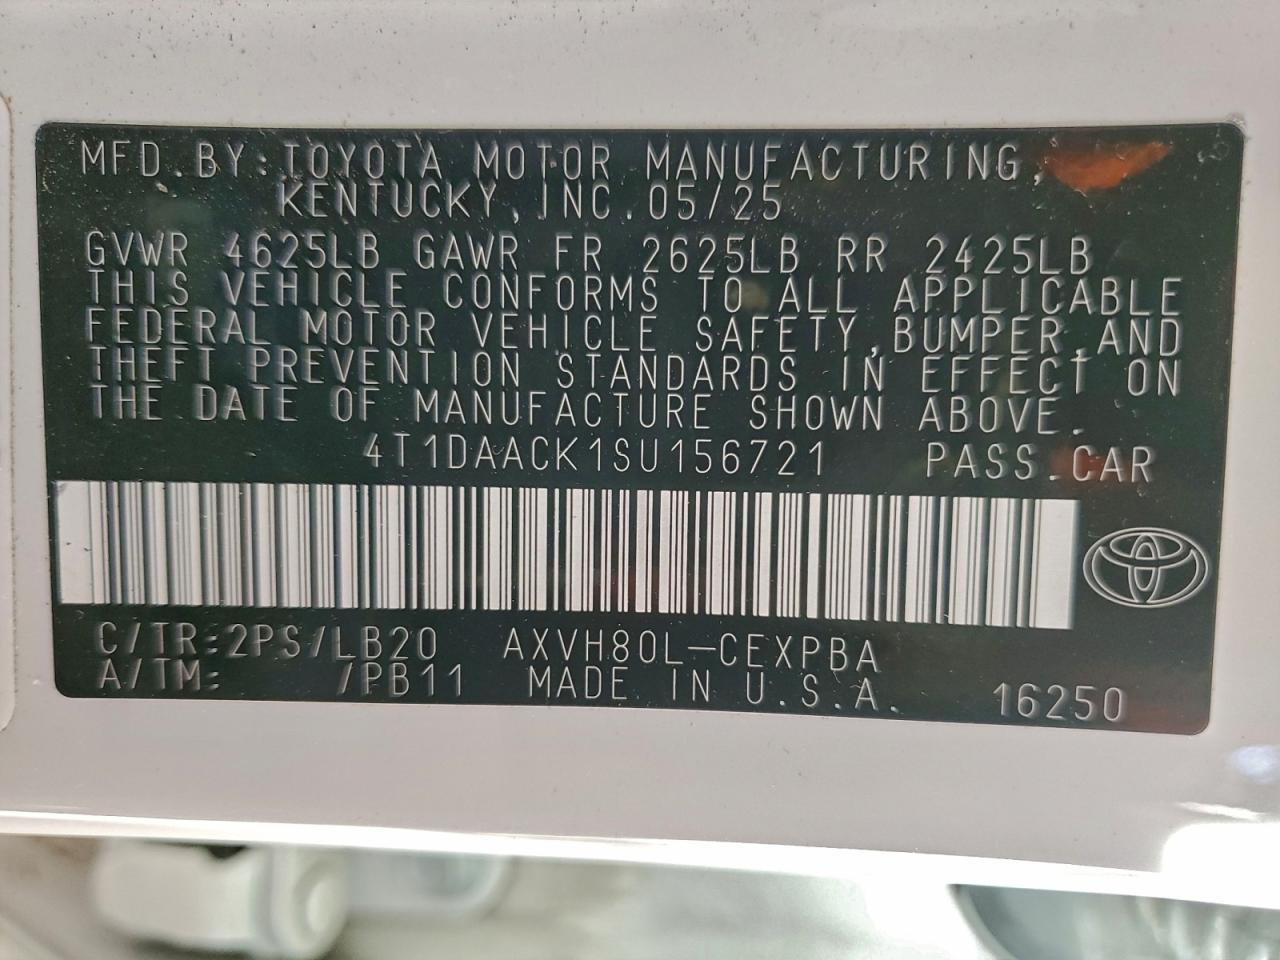 MFD.BY:TOYOTA MOTOR MANUFACTURING,
KENTUCKY,INC.05/25
GVWR 4625LB GAWR FR 2625LB RR 2425LB
THIS VEHICLE CONFORMS TO ALL APPLICABLE
FEDERAL MOTOR VEHICLE SAFETY,BUMPER,AND
THEFT PREVENTION STANDARDS IN EFFECT ON
THE DATE OF MANUFACTURE SHOWN ABOVE.
4T1DAACK1SU156721 PASS.CAR
C/TR:2PS/LB20 AXVH80L-CEXPBA
A/TM: /PB11 MADE IN U.S.A. 16250